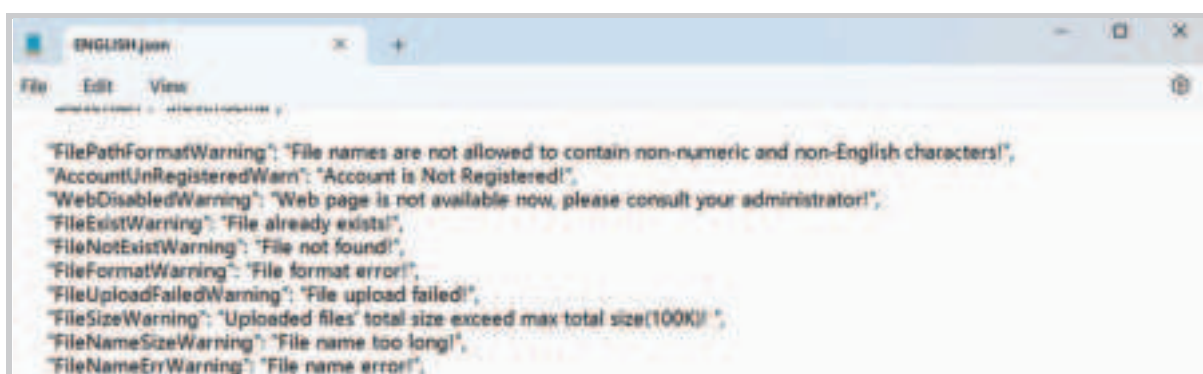 ENGLISH.json
File Edit View
"FilePathFormatWarning": "File names are not allowed to contain non-numeric and non-English characters!",
"AccountUnRegisteredWarn": "Account is Not Registered!",
"WebDisabledWarning": "Web page is not available now, please consult your administrator!",
"FileExistWarning": "File already exists!",
"FileNotExistWarning": "File not found!",
"FileFormatWarning": "File format error!",
"FileUploadFailedWarning": "File upload failed!",
"FileSizeWarning": "Uploaded files' total size exceed max total size(100K)! ",
"FileNameSizeWarning": "File name too long!",
"FileNameErrWarning": "File name error!",